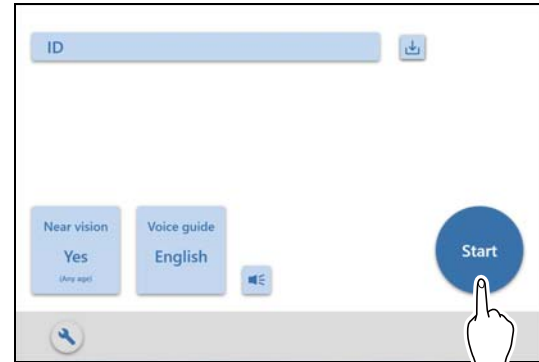 ID
Near vision
Yes
(Any age)
Voice guide
English
Start